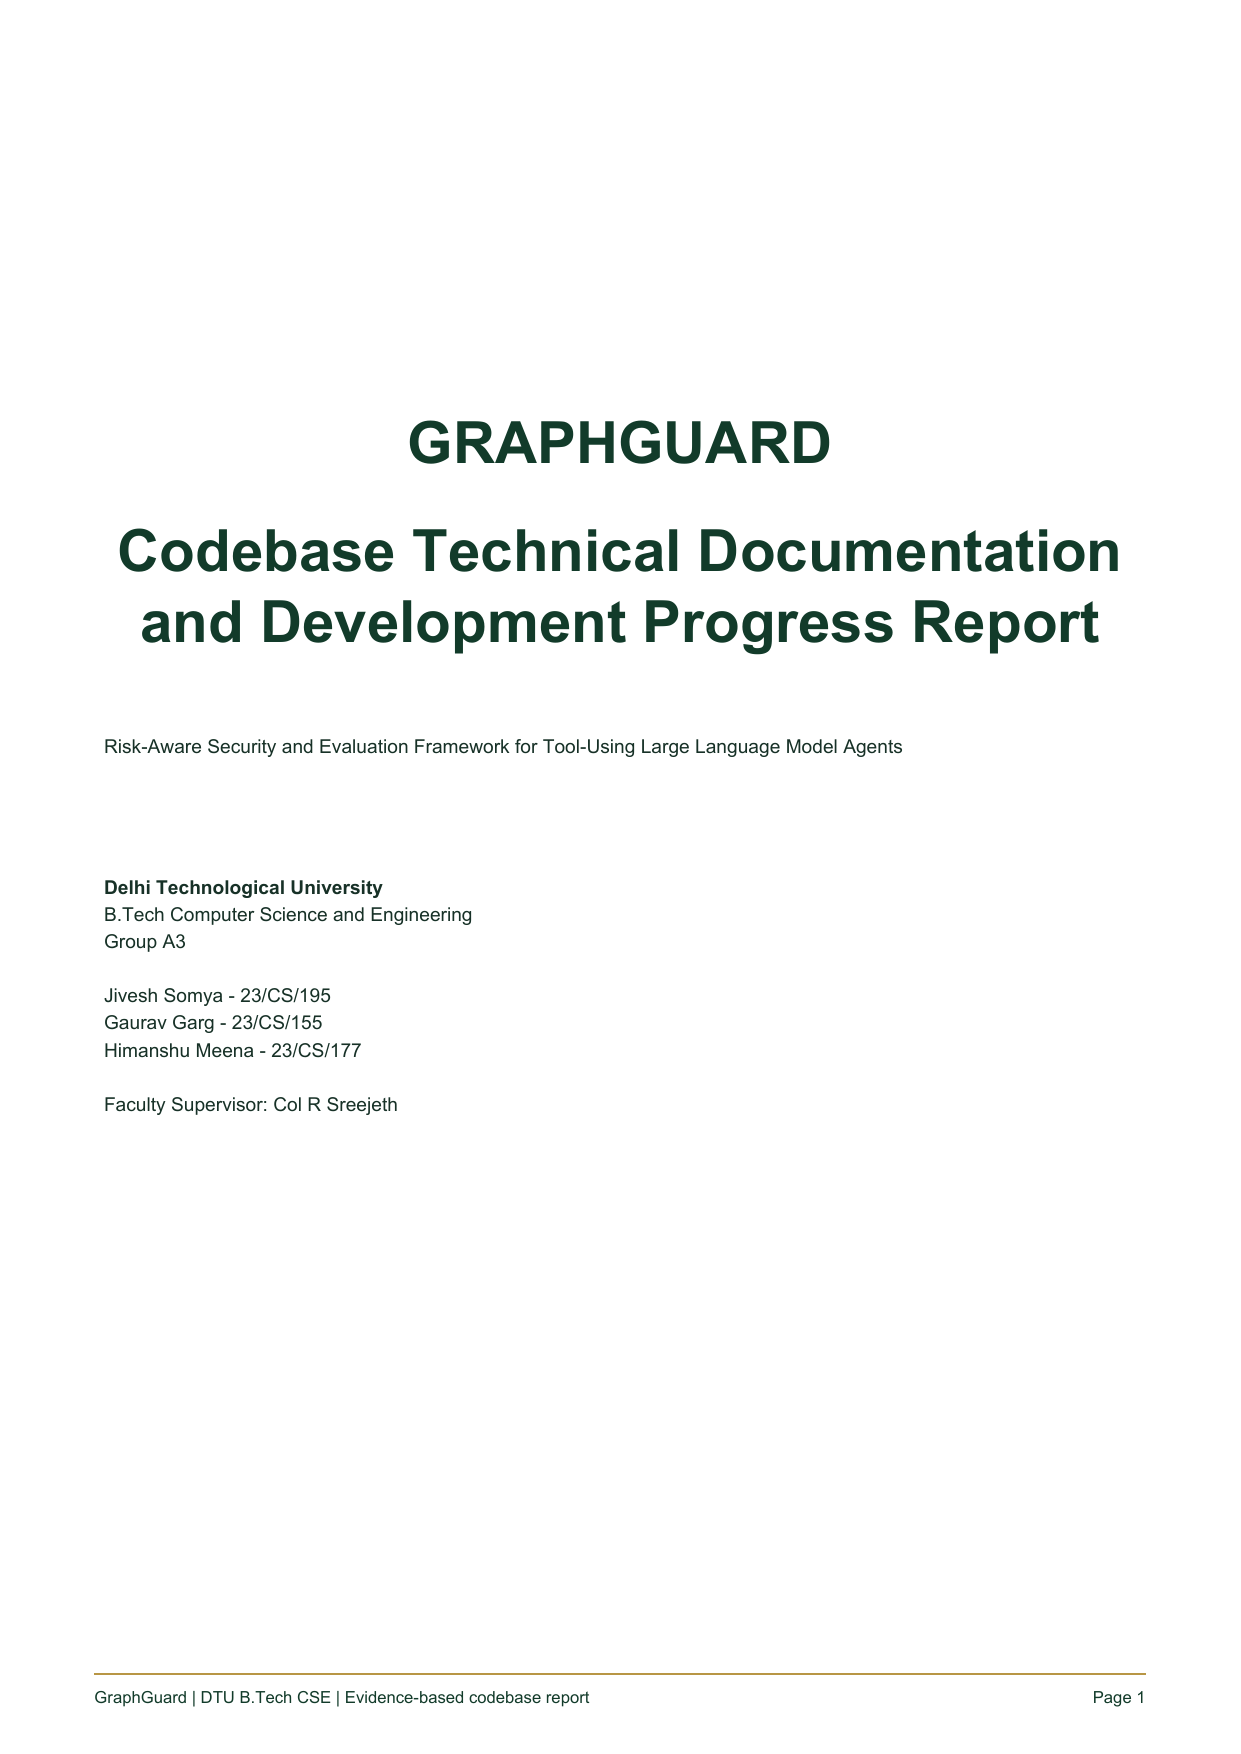 GRAPHGUARD
Codebase Technical Documentation
and Development Progress Report
Risk-Aware Security and Evaluation Framework for Tool-Using Large Language Model Agents
Delhi Technological University
B.Tech Computer Science and Engineering
Group A3
Jivesh Somya - 23/CS/195
Gaurav Garg - 23/CS/155
Himanshu Meena - 23/CS/177
Faculty Supervisor: Col R Sreejeth
GraphGuard | DTU B.Tech CSE | Evidence-based codebase report Page 1